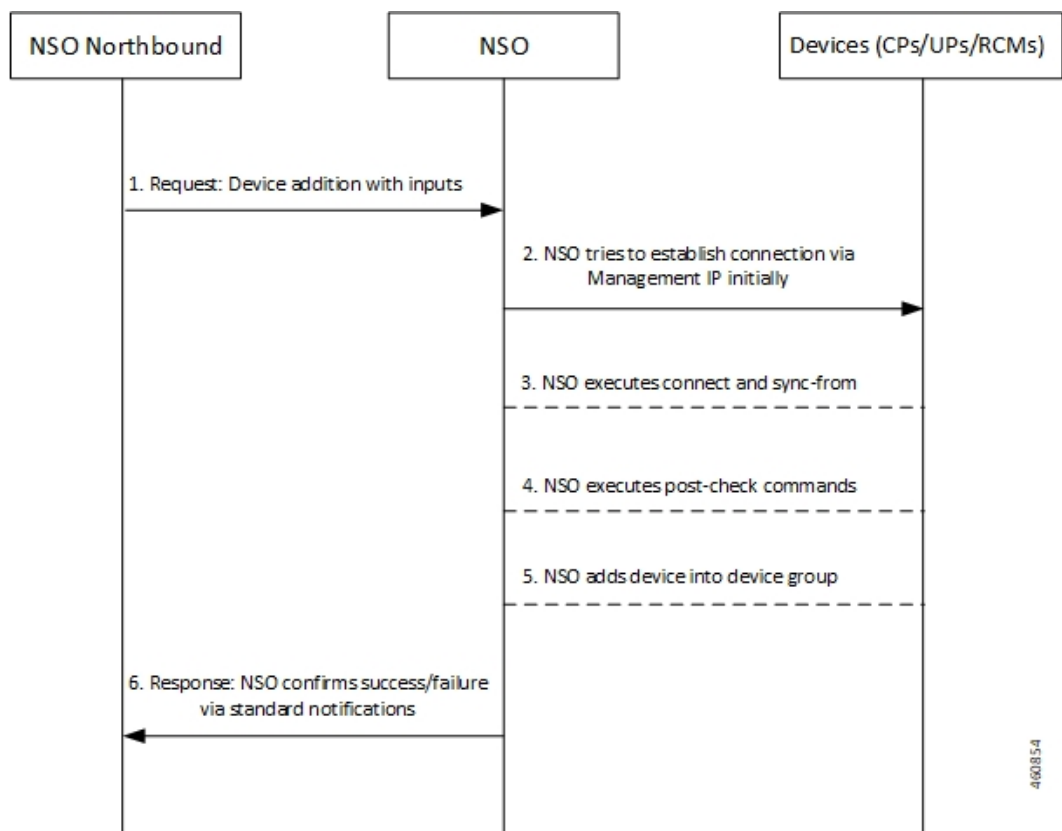 NSO Northbound
NSO
Devices (CPs/UPs/RCMs)
1. Request: Device addition with inputs
2. NSO tries to establish connection via
Management IP initially
3. NSO executes connect and sync-from
4. NSO executes post-check commands
5. NSO adds device into device group
6. Response: NSO confirms success/failure
via standard notifications
460854